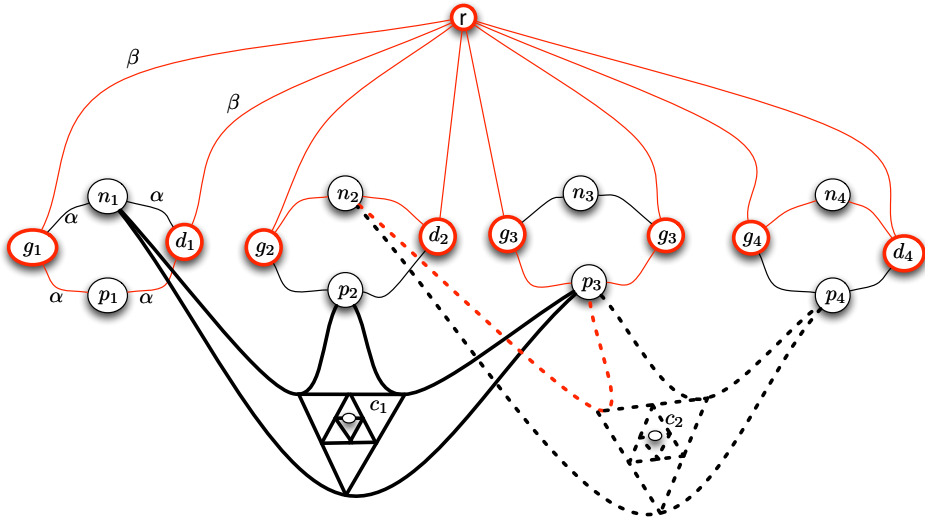 r
β
β
n₁ α n₂ n₃ n₄
α
g₁ d₁ g₂ d₂ g₃ g₃ g₄ d₄
α p₁ α p₂ p₃ p₄
c₁
c₂